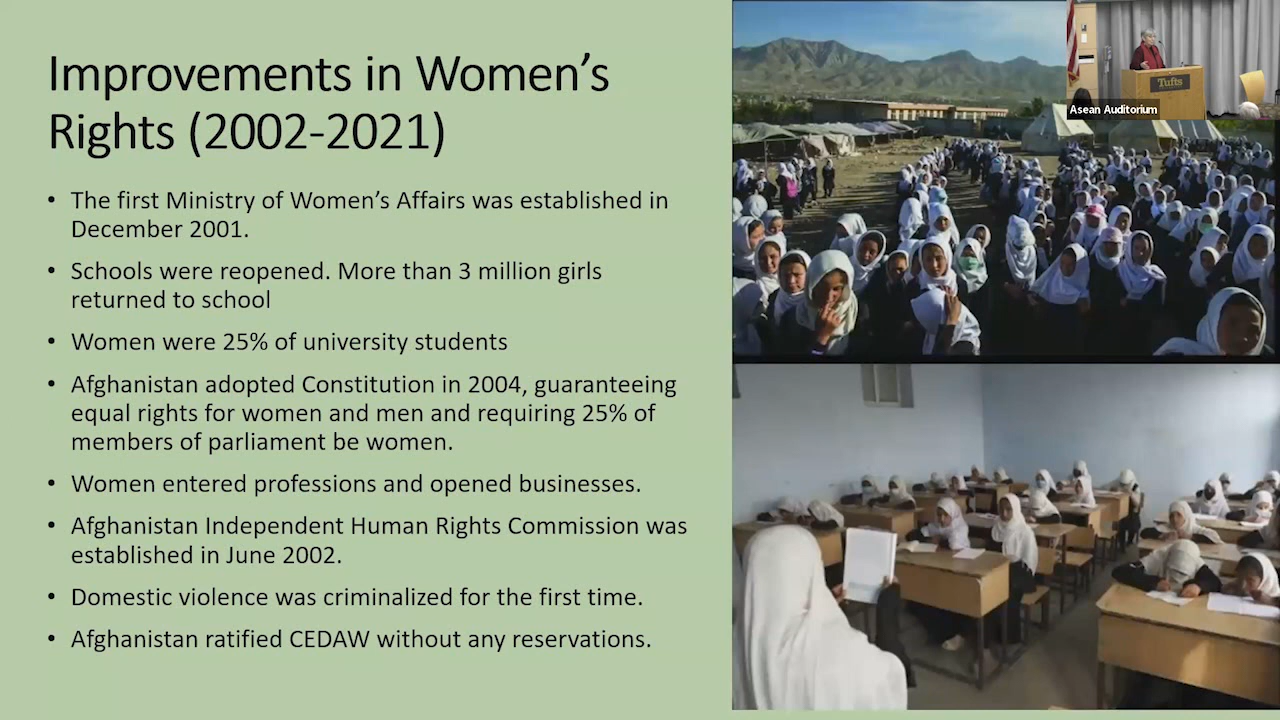 Improvements in Women’s
Rights (2002-2021)
• The first Ministry of Women’s Affairs was established in
December 2001.
• Schools were reopened. More than 3 million girls
returned to school
• Women were 25% of university students
• Afghanistan adopted Constitution in 2004, guaranteeing
equal rights for women and men and requiring 25% of
members of parliament be women.
• Women entered professions and opened businesses.
• Afghanistan Independent Human Rights Commission was
established in June 2002.
• Domestic violence was criminalized for the first time.
• Afghanistan ratified CEDAW without any reservations.
Tufts
Asean Auditorium